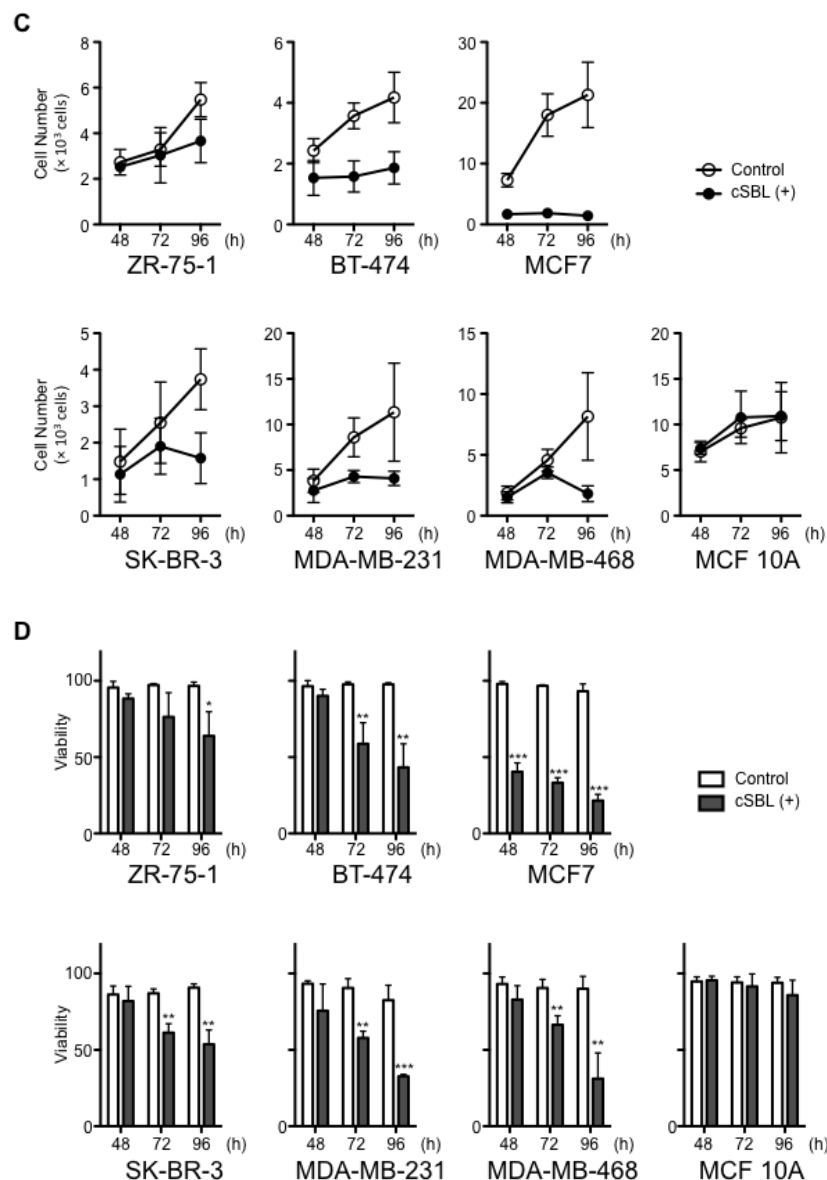 C
8
6
4
2
0
Cell Number
(× 10³ cells)
48 72 96 (h)
ZR-75-1
6
4
2
0
48 72 96 (h)
BT-474
30
20
10
0
48 72 96 (h)
MCF7
Control
cSBL (+)
5
4
3
2
1
0
Cell Number
(× 10³ cells)
48 72 96 (h)
SK-BR-3
20
15
10
5
0
48 72 96 (h)
MDA-MB-231
15
10
5
0
48 72 96 (h)
MDA-MB-468
20
15
10
5
0
48 72 96 (h)
MCF 10A
D
100
50
0
Viability
*
48 72 96 (h)
ZR-75-1
0
** **
48 72 96 (h)
BT-474
0
*** *** ***
48 72 96 (h)
MCF7
Control
cSBL (+)
100
50
0
Viability
** **
48 72 96 (h)
SK-BR-3
0
** ***
48 72 96 (h)
MDA-MB-231
0
** **
48 72 96 (h)
MDA-MB-468
0
48 72 96 (h)
MCF 10A